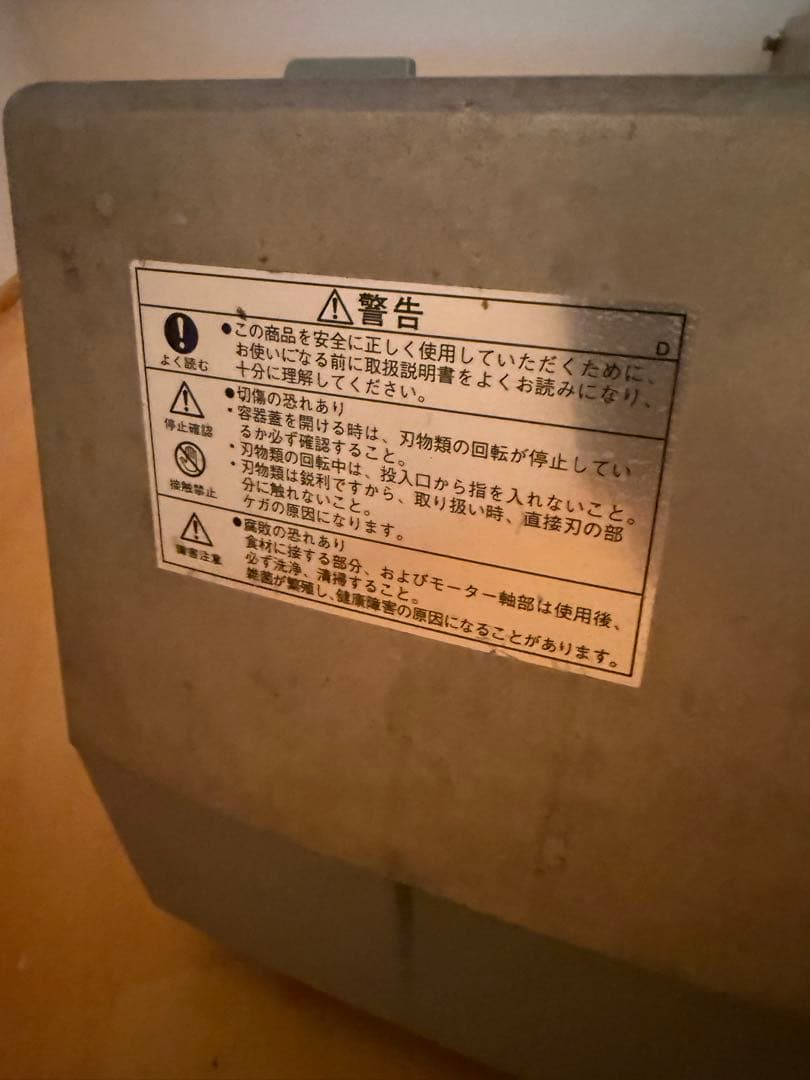 警告
D
よく読む
●この商品を安全に正しく使用していただくために、
お使いになる前に取扱説明書をよくお読みになり、
十分に理解してください。
停止確認
接触禁止
●切傷の恐れあり
・容器蓋を開ける時は、刃物類の回転が停止してい
るか必ず確認すること。
・刃物類の回転中は、投入口から指を入れないこと。
・刃物類は鋭利ですから、取り扱い時、直接刃の部
分に触れないこと。
ケガの原因になります。
障害注意
●腐敗の恐れあり
食材に接する部分、およびモーター軸部は使用後、
必ず洗浄、清掃すること。
雑菌が繁殖し、健康障害の原因になることがあります。